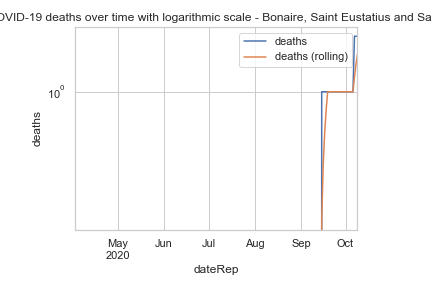 OVID-19 deaths over time with logarithmic scale - Bonaire, Saint Eustatius and Sa
deaths
deaths (rolling)
10⁰
deaths
May Jun Jul Aug Sep Oct
2020
dateRep